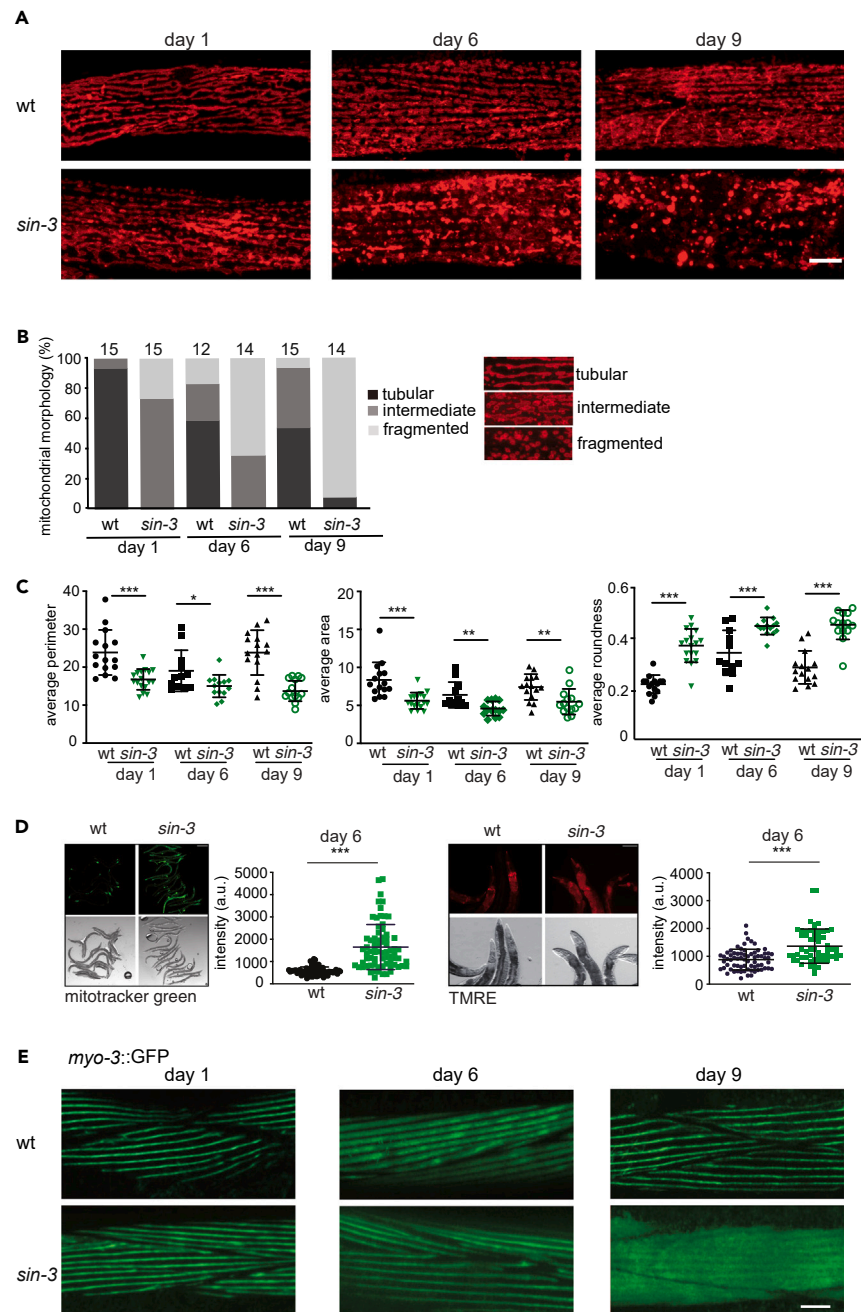 A
day 1 day 6 day 9
wt
sin-3
B
mitochondrial morphology (%)
100
80
60
40
20
0
15 15 12 14 15 14
wt sin-3 wt sin-3 wt sin-3
day 1 day 6 day 9
tubular
intermediate
fragmented
tubular
intermediate
fragmented
C
average perimeter
40
30
20
10
0
*** * ***
wt sin-3 wt sin-3 wt sin-3
day 1 day 6 day 9
average area
20
15
10
5
0
*** ** **
wt sin-3 wt sin-3 wt sin-3
day 1 day 6 day 9
average roundness
0.6
0.4
0.2
0
*** *** ***
wt sin-3 wt sin-3 wt sin-3
day 1 day 6 day 9
D
wt sin-3
mitotracker green
day 6
***
intensity (a.u.)
5000
4000
3000
2000
1000
0
wt sin-3
wt sin-3
TMRE
day 6
***
intensity (a.u.)
4000
3000
2000
1000
0
wt sin-3
E myo-3::GFP
day 1 day 6 day 9
wt
sin-3